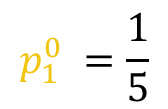 p₁⁰ = 1/5